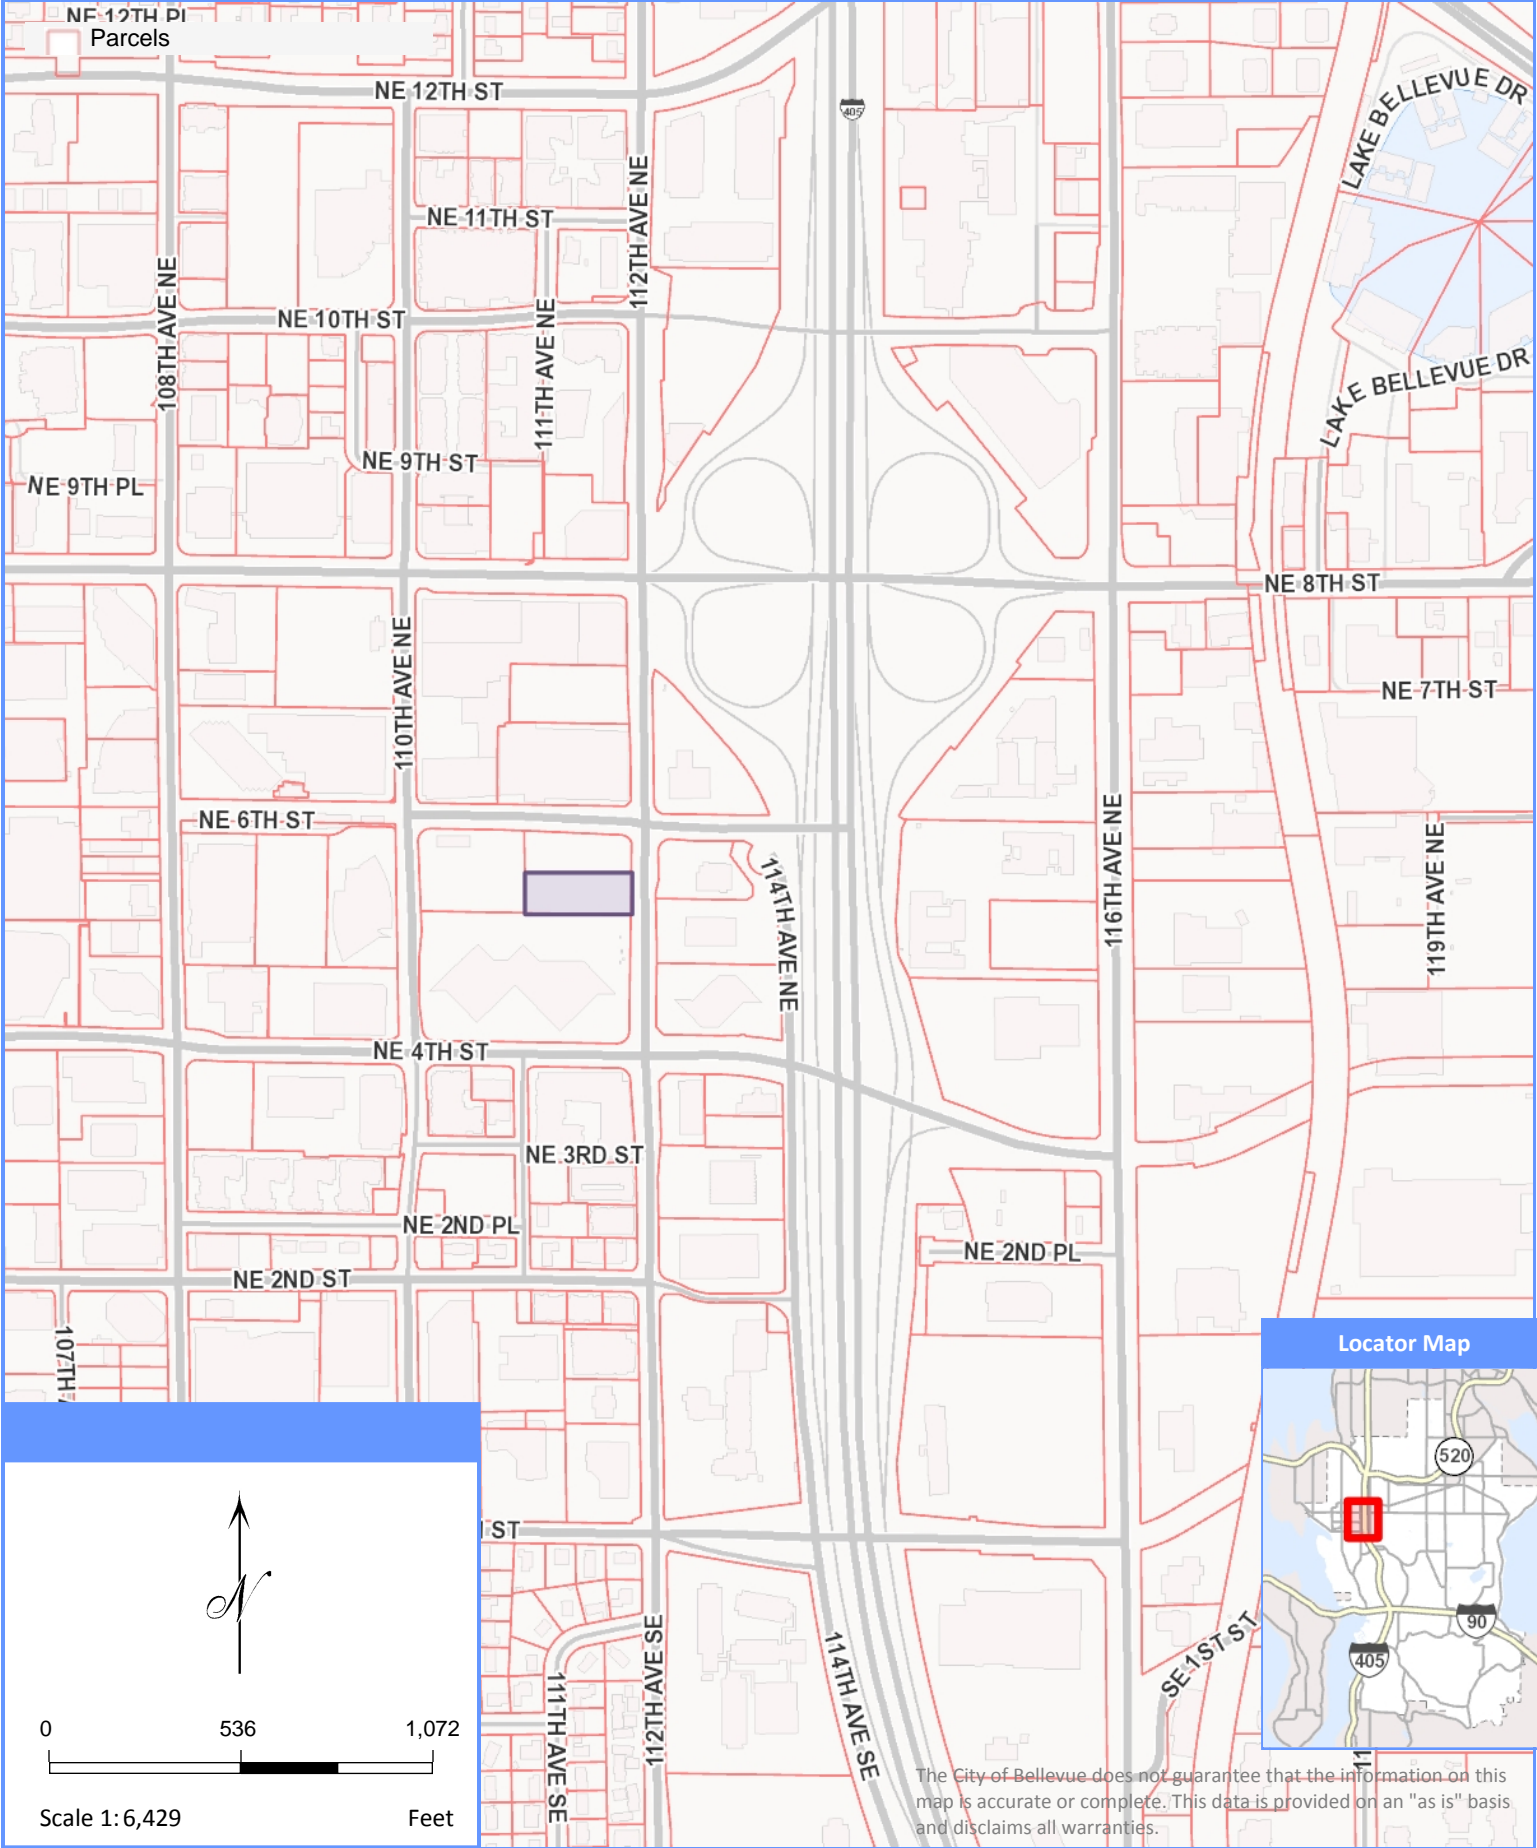 NE 12TH PL
Parcels
NE 12TH ST
405
LAKE BELLEVUE DR
NE 11TH ST
112TH AVE NE
108TH AVE NE
NE 10TH ST
111TH AVE NE
LAKE BELLEVUE DR
NE 9TH ST
NE 9TH PL
NE 8TH ST
110TH AVE NE
NE 7TH ST
NE 6TH ST
114TH AVE NE
116TH AVE NE
119TH AVE NE
NE 4TH ST
NE 3RD ST
NE 2ND PL
NE 2ND PL
NE 2ND ST
107TH
Locator Map
520
90
405
ST
SE 1ST ST
112TH AVE SE
111TH AVE SE
114TH AVE SE
N
0 536 1,072
Scale 1: 6,429 Feet
11
The City of Bellevue does not guarantee that the information on this
map is accurate or complete. This data is provided on an "as is" basis
and disclaims all warranties.